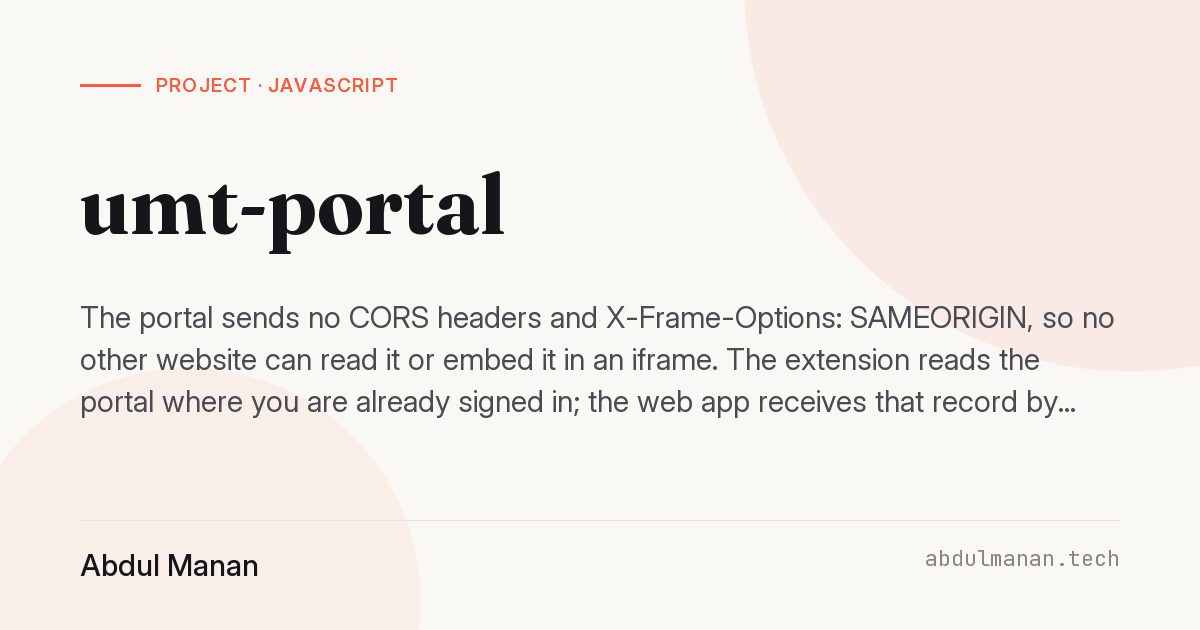 PROJECT · JAVASCRIPT
umt-portal
The portal sends no CORS headers and X-Frame-Options: SAMEORIGIN, so no
other website can read it or embed it in an iframe. The extension reads the
portal where you are already signed in; the web app receives that record by…
Abdul Manan
abdulmanan.tech